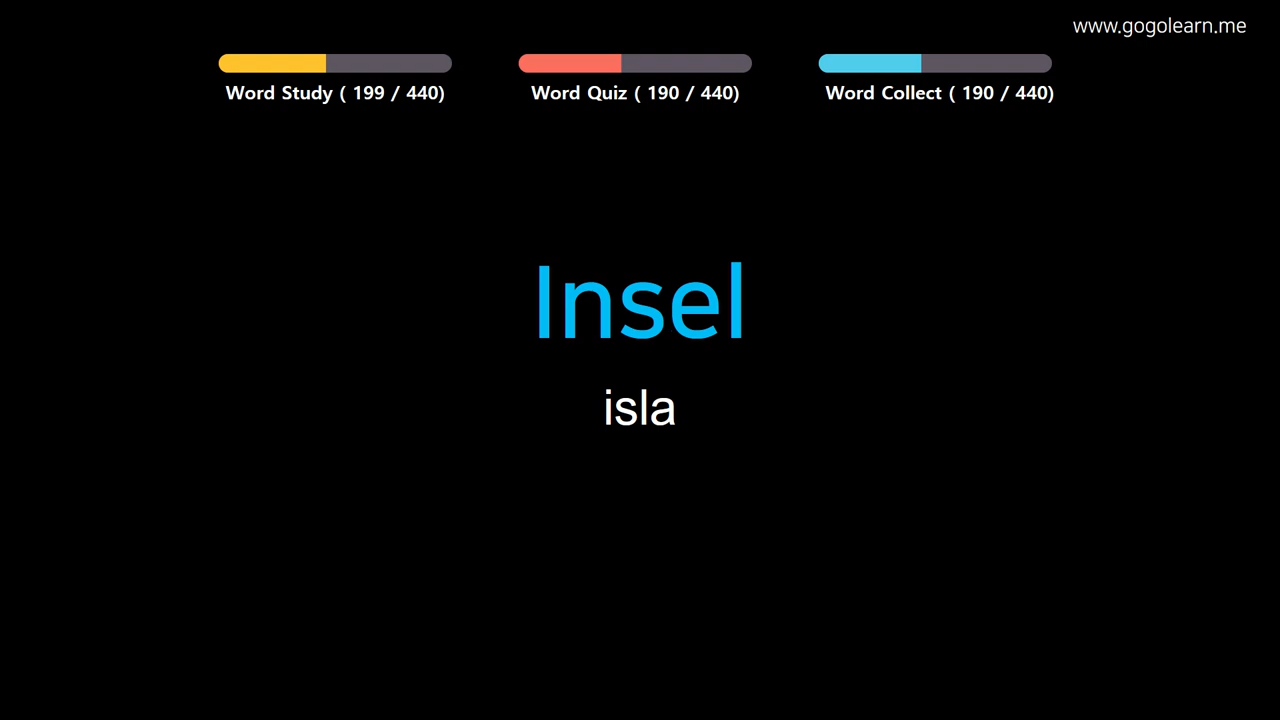 www.gogolearn.me
Word Study ( 199 / 440)
Word Quiz ( 190 / 440)
Word Collect ( 190 / 440)
Insel
isla